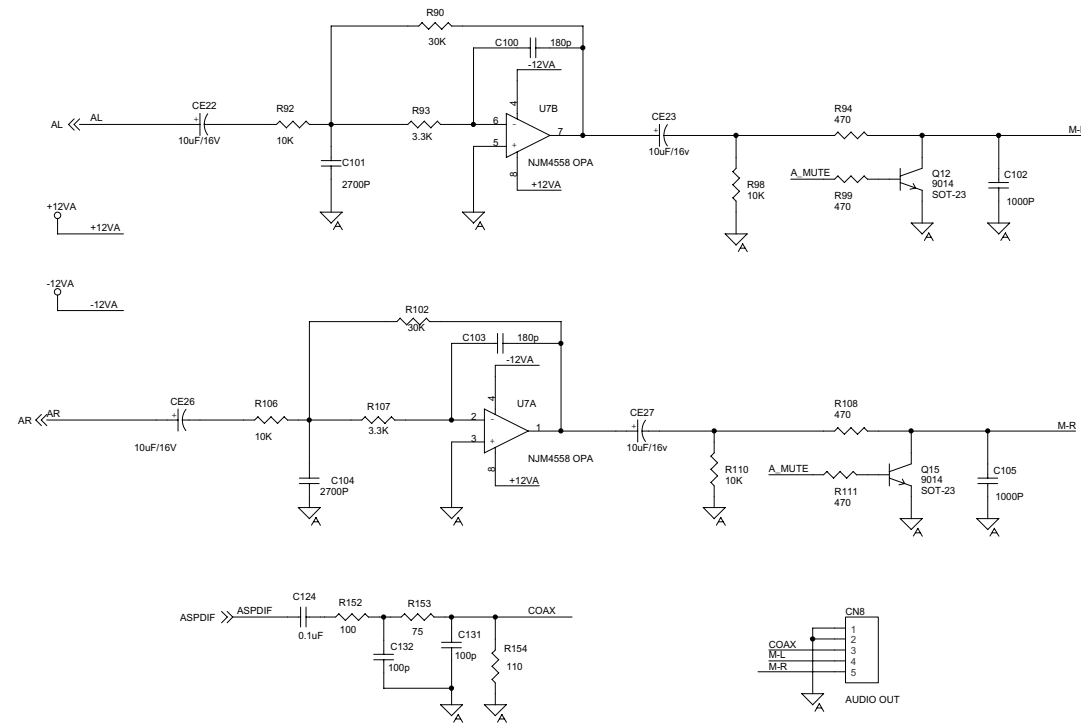 R90
30K
C100 180p
-12VA
4
U7B
CE22
10uF/16V
R92
10K
R93
3.3K
6
5
-
+
7
8
NJM4558 OPA
+12VA
AL AL
C101
2700P
A
A
CE23
10uF/16v
R94
470
M-
R98
10K
A
A_MUTE
R99
470
Q12
9014
SOT-23
A
C102
1000P
A
+12VA
+12VA
-12VA
-12VA
R102
30K
C103 180p
-12VA
4
U7A
CE26
10uF/16V
R106
10K
R107
3.3K
2
3
-
+
1
8
NJM4558 OPA
+12VA
AR AR
C104
2700P
A
A
CE27
10uF/16v
R108
470
M-R
R110
10K
A
A_MUTE
R111
470
Q15
9014
SOT-23
A
C105
1000P
A
ASPDIF ASPDIF
C124
0.1uF
R152
100
R153
75
COAX
C132
100p
C131
100p
R154
110
A
A
CN8
1
2
COAX 3
M-L 4
M-R 5
A
AUDIO OUT